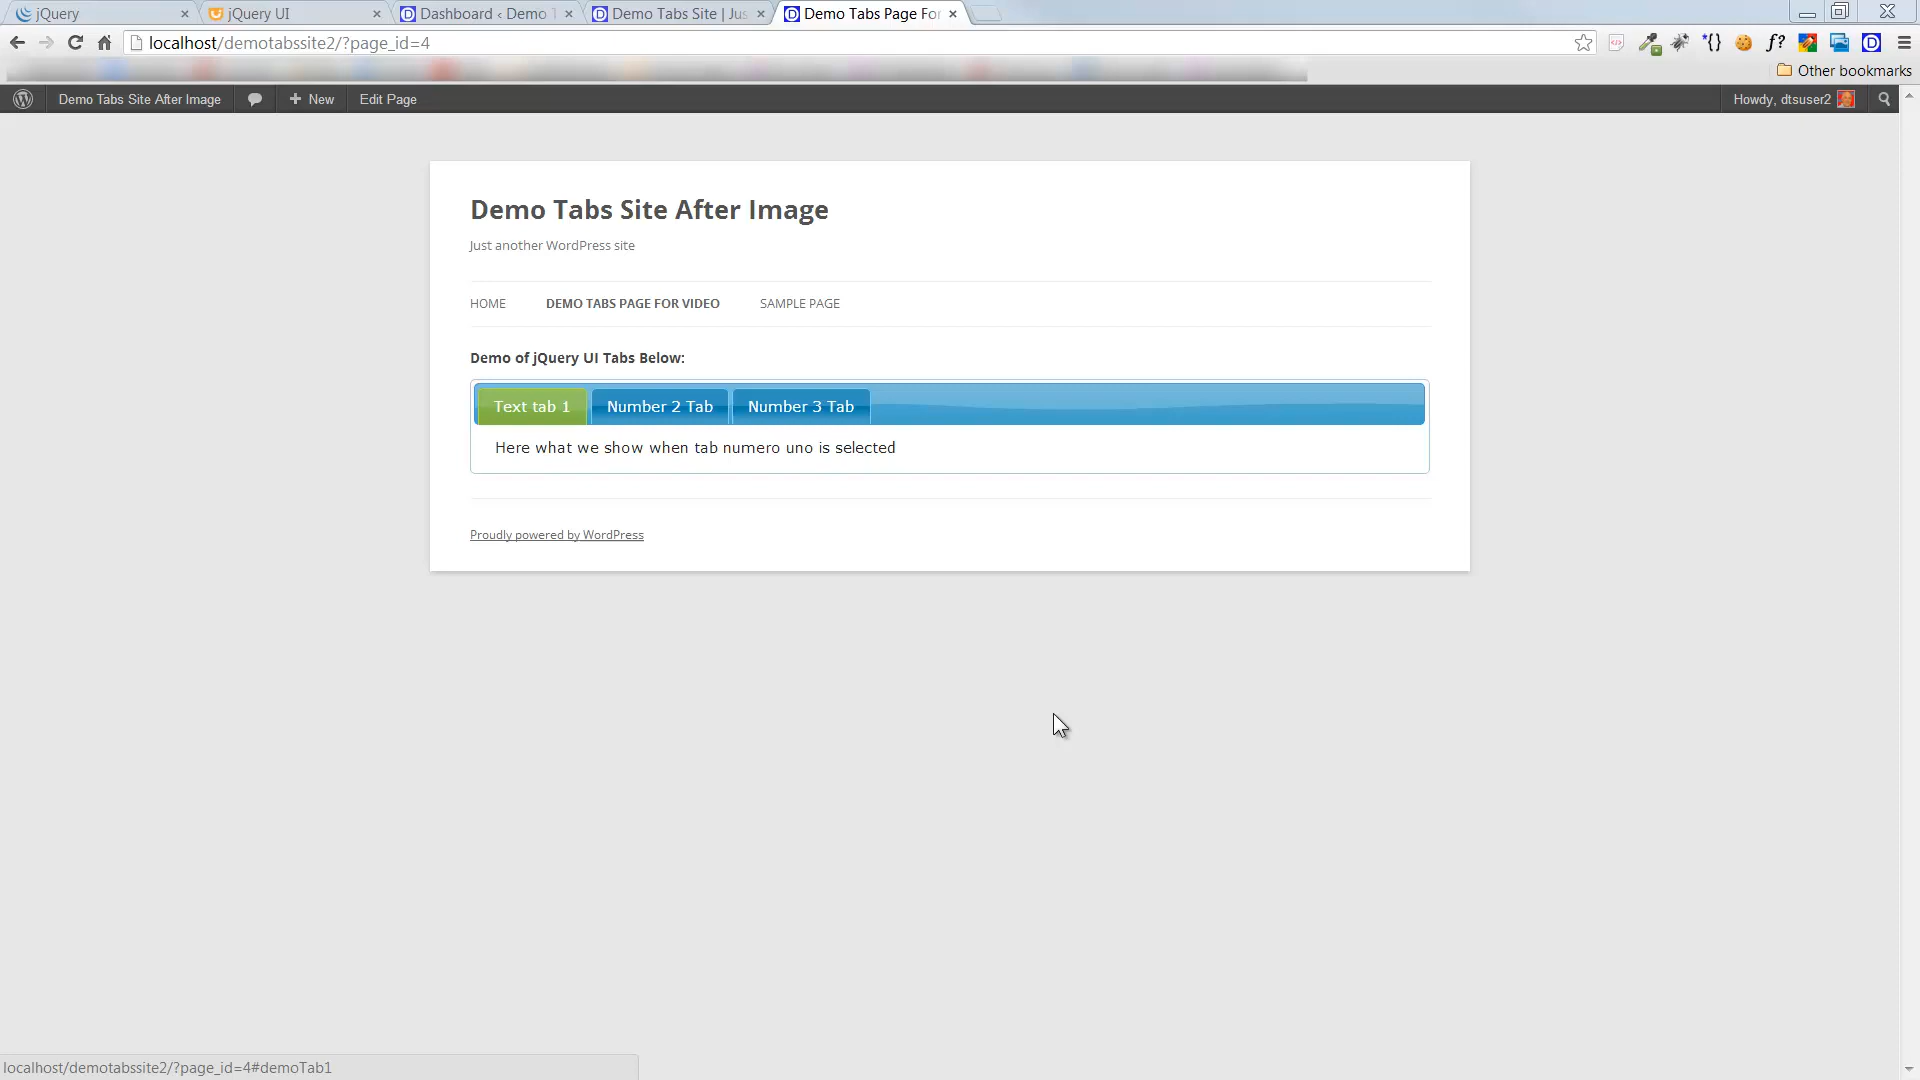 jQuery
jQuery UI
Dashboard ‹ Demo T
Demo Tabs Site | Jus
Demo Tabs Page For
localhost/demotabssite2/?page_id=4
Other bookmarks
Demo Tabs Site After Image
New
Edit Page
Howdy, dtsuser2
Demo Tabs Site After Image
Just another WordPress site
HOME
DEMO TABS PAGE FOR VIDEO
SAMPLE PAGE
Demo of jQuery UI Tabs Below:
Text tab 1
Number 2 Tab
Number 3 Tab
Here what we show when tab numero uno is selected
Proudly powered by WordPress
localhost/demotabssite2/?page_id=4#demoTab1